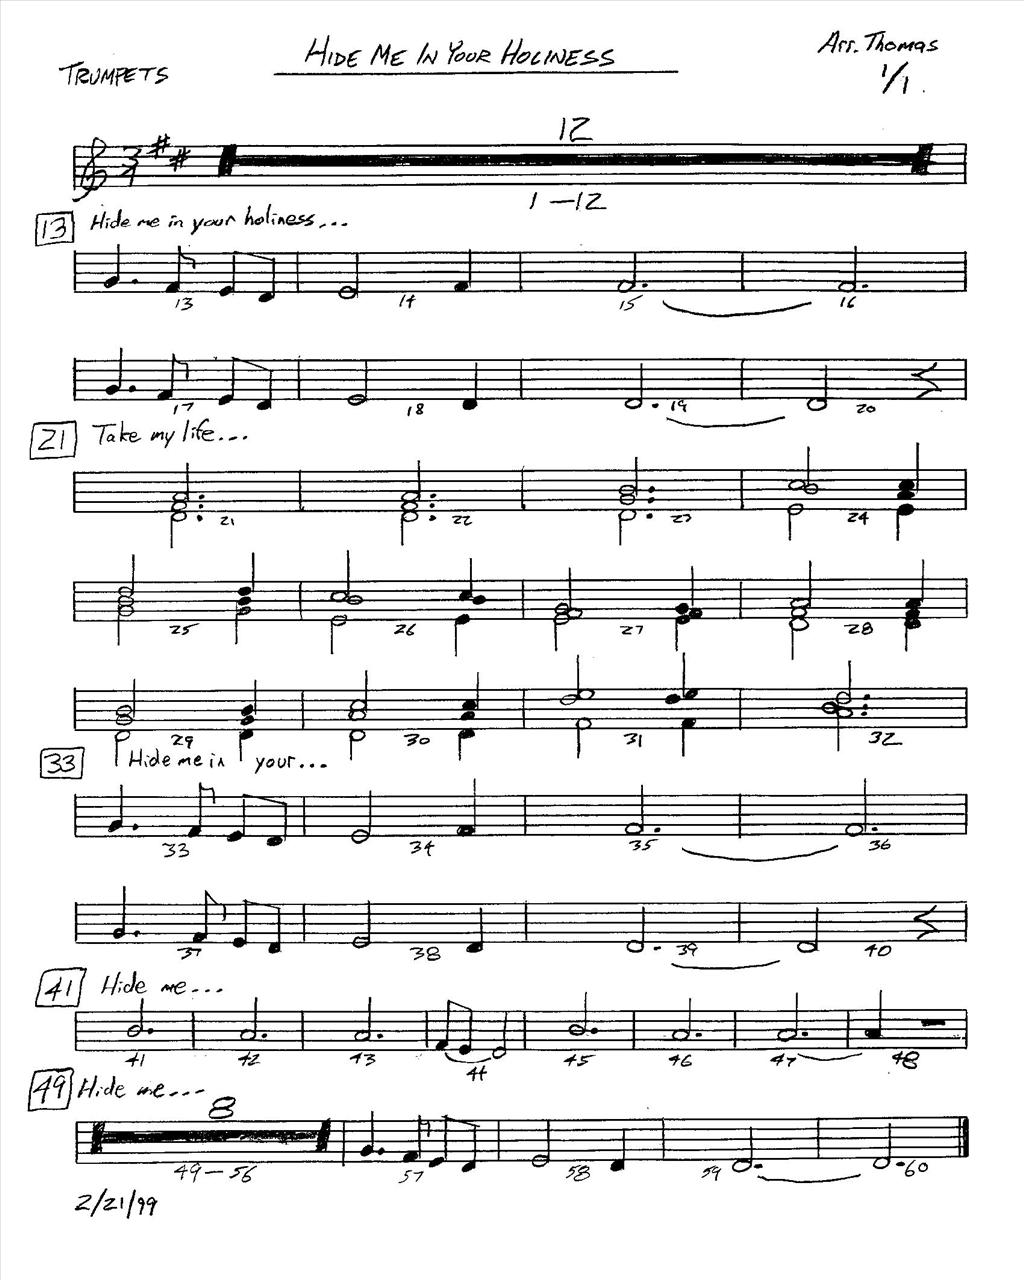 HIDE ME IN YOUR HOLINESS
Arr. Thomas
TRUMPETS
1/1.
12
3/4
1 – 12
13 Hide me in your holiness...
13 14 15 16
17 18 19 20
21 Take my life...
21 22 23 24
25 26 27 28
29 30 31 32
33 Hide me in your...
33 34 35 36
37 38 39 40
41 Hide me...
41 42 43 44 45 46 47 48
49 Hide me...
8
49 – 56 57 58 59 60
2/21/99